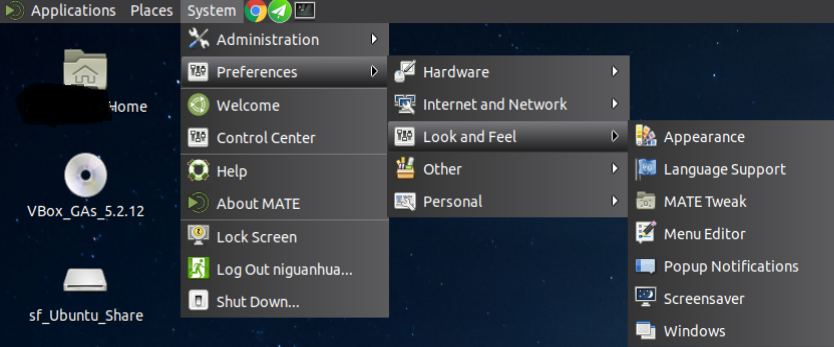 Applications Places System
Administration
Preferences
Welcome
Control Center
Help
About MATE
Lock Screen
Log Out niguanhua...
Shut Down...
Hardware
Internet and Network
Look and Feel
Other
Personal
Appearance
Language Support
MATE Tweak
Menu Editor
Popup Notifications
Screensaver
Windows
Home
VBox_GAs_5.2.12
sf_Ubuntu_Share